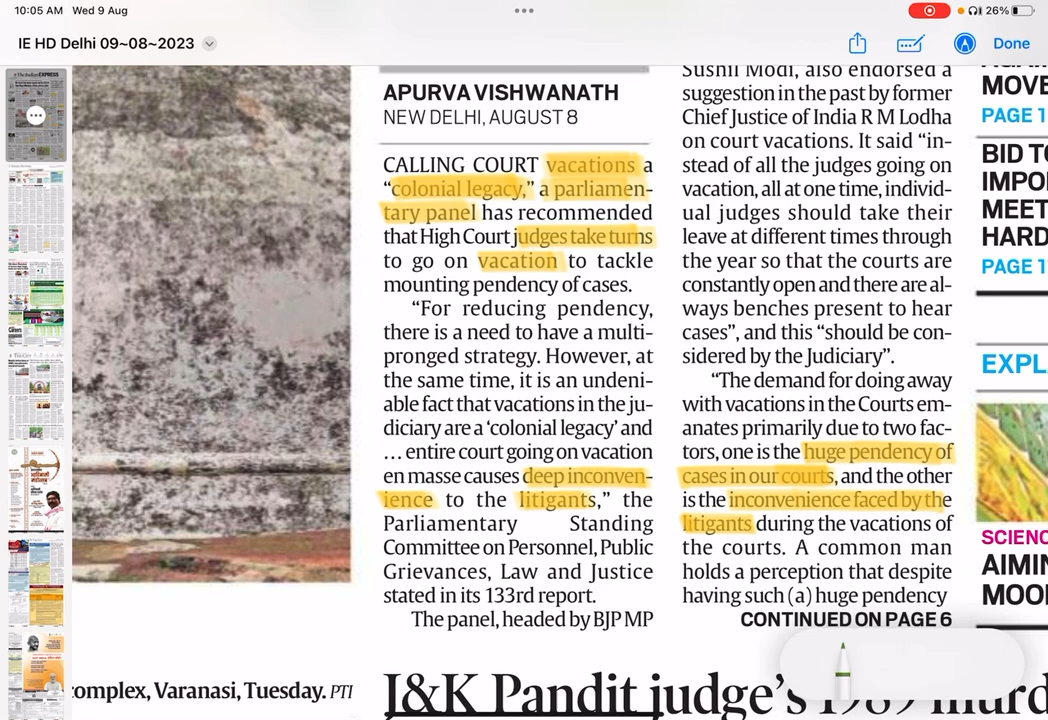 10:05 AM Wed 9 Aug
26%
IE HD Delhi 09~08~2023
Done
complex, Varanasi, Tuesday. PTI
APURVA VISHWANATH
NEW DELHI, AUGUST 8
CALLING COURT vacations a
“colonial legacy,” a parliamen-
tary panel has recommended
that High Court judges take turns
to go on vacation to tackle
mounting pendency of cases.
“For reducing pendency,
there is a need to have a multi-
pronged strategy. However, at
the same time, it is an undeni-
able fact that vacations in the ju-
diciary are a ‘colonial legacy’ and
... entire court going on vacation
en masse causes deep inconven-
ience to the litigants,” the
Parliamentary Standing
Committee on Personnel, Public
Grievances, Law and Justice
stated in its 133rd report.
The panel, headed by BJP MP
Sushil Modi, also endorsed a
suggestion in the past by former
Chief Justice of India R M Lodha
on court vacations. It said “in-
stead of all the judges going on
vacation, all at one time, individ-
ual judges should take their
leave at different times through
the year so that the courts are
constantly open and there are al-
ways benches present to hear
cases”, and this “should be con-
sidered by the Judiciary”.
“The demand for doing away
with vacations in the Courts em-
anates primarily due to two fac-
tors, one is the huge pendency of
cases in our courts, and the other
is the inconvenience faced by the
litigants during the vacations of
the courts. A common man
holds a perception that despite
having such (a) huge pendency
CONTINUED ON PAGE 6
J&K Pandit judge’s 1989 murd
MOVE
PAGE 1
BID TO
IMPO
MEET
HARD
PAGE 1
EXPL
SCIENC
AIMIN
MOO